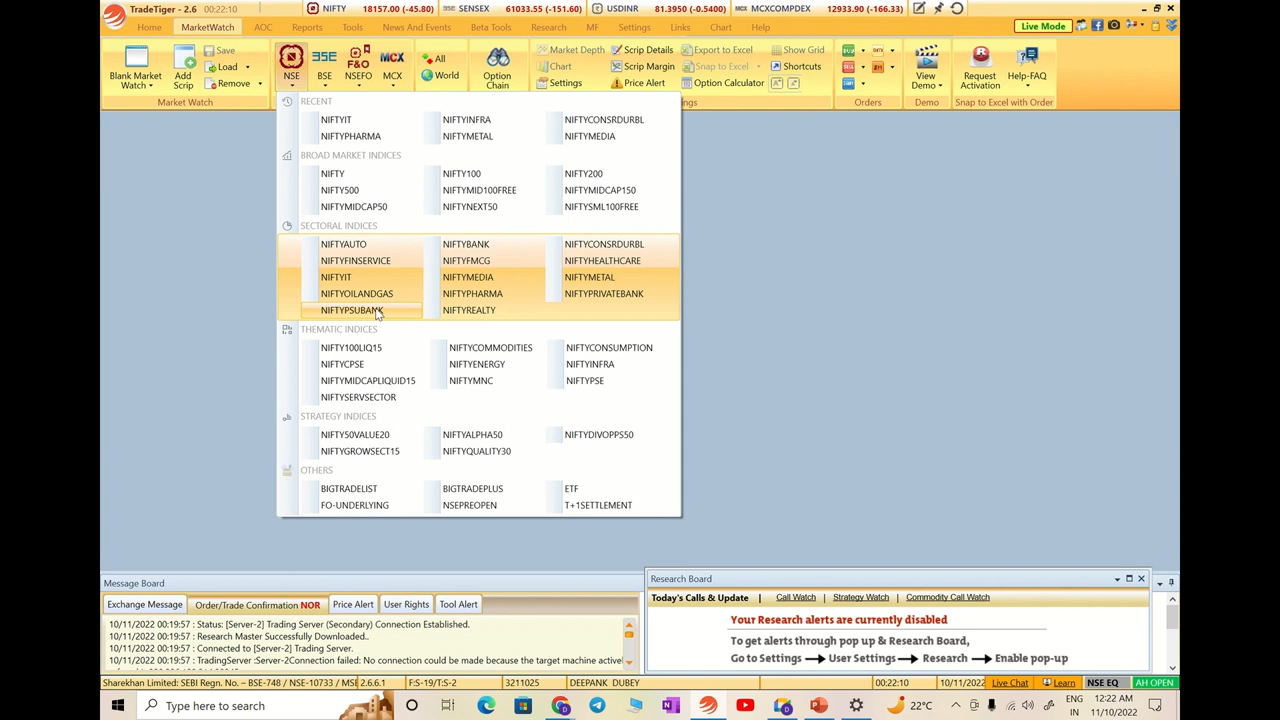 TradeTiger - 2.6 00:22:10 NIFTY 18157.00 (-45.80) SENSEX 61033.55 (-151.60) USDINR 81.3950 (-0.5400) MCXCOMPDEX 12933.90 (-166.33)
Home MarketWatch AOC Reports Tools News And Events Beta Tools Research MF Settings Links Chart Help Live Mode
Blank Market Watch Add Scrip Save Load Remove
NSE BSE NSEFO MCX All World
Option Chain
Market Depth Scrip Details Export to Excel Show Grid
Chart Scrip Margin Snap to Excel Shortcuts
Settings Price Alert Option Calculator
View Demo Request Activation Help-FAQ
Market Watch ngs Orders Demo Snap to Excel with Order
RECENT
NIFTYIT NIFTYINFRA NIFTYCONSRDURBL
NIFTYPHARMA NIFTYMETAL NIFTYMEDIA
BROAD MARKET INDICES
NIFTY NIFTY100 NIFTY200
NIFTY500 NIFTYMID100FREE NIFTYMIDCAP150
NIFTYMIDCAP50 NIFTYNEXT50 NIFTYSML100FREE
SECTORAL INDICES
NIFTYAUTO NIFTYBANK NIFTYCONSRDURBL
NIFTYFINSERVICE NIFTYFMCG NIFTYHEALTHCARE
NIFTYIT NIFTYMEDIA NIFTYMETAL
NIFTYOILANDGAS NIFTYPHARMA NIFTYPRIVATEBANK
NIFTYPSUBANK NIFTYREALTY
THEMATIC INDICES
NIFTY100LIQ15 NIFTYCOMMODITIES NIFTYCONSUMPTION
NIFTYCPSE NIFTYENERGY NIFTYINFRA
NIFTYMIDCAPLIQUID15 NIFTYMNC NIFTYPSE
NIFTYSERVSECTOR
STRATEGY INDICES
NIFTY50VALUE20 NIFTYALPHA50 NIFTYDIVOPPS50
NIFTYGROWSECT15 NIFTYQUALITY30
OTHERS
BIGTRADELIST BIGTRADEPLUS ETF
FO-UNDERLYING NSEPREOPEN T+1SETTLEMENT
Message Board
Exchange Message Order/Trade Confirmation NOR Price Alert User Rights Tool Alert
10/11/2022 00:19:57 : Status: [Server-2] Trading Server (Secondary) Connection Established.
10/11/2022 00:19:57 : Research Master Successfully Downloaded..
10/11/2022 00:19:57 : Connected to [Server-2] Trading Server.
10/11/2022 00:19:57 : TradingServer :Server-2Connection failed: No connection could be made because the target machine active
Research Board
Today's Calls & Update | Call Watch | Strategy Watch | Commodity Call Watch
Your Research alerts are currently disabled
To get alerts through pop up & Research Board,
Go to Settings User Settings Research Enable pop-up
Sharekhan Limited: SEBI Regn. No. – BSE-748 / NSE-10733 / MSE 2.6.6.1 F:S-19/T:S-2 3211025 DEEPANK DUBEY 00:22:10 10/11/2022 Live Chat Learn NSE EQ AH OPEN
Type here to search 22°C ENG IN 12:22 AM 11/10/2022